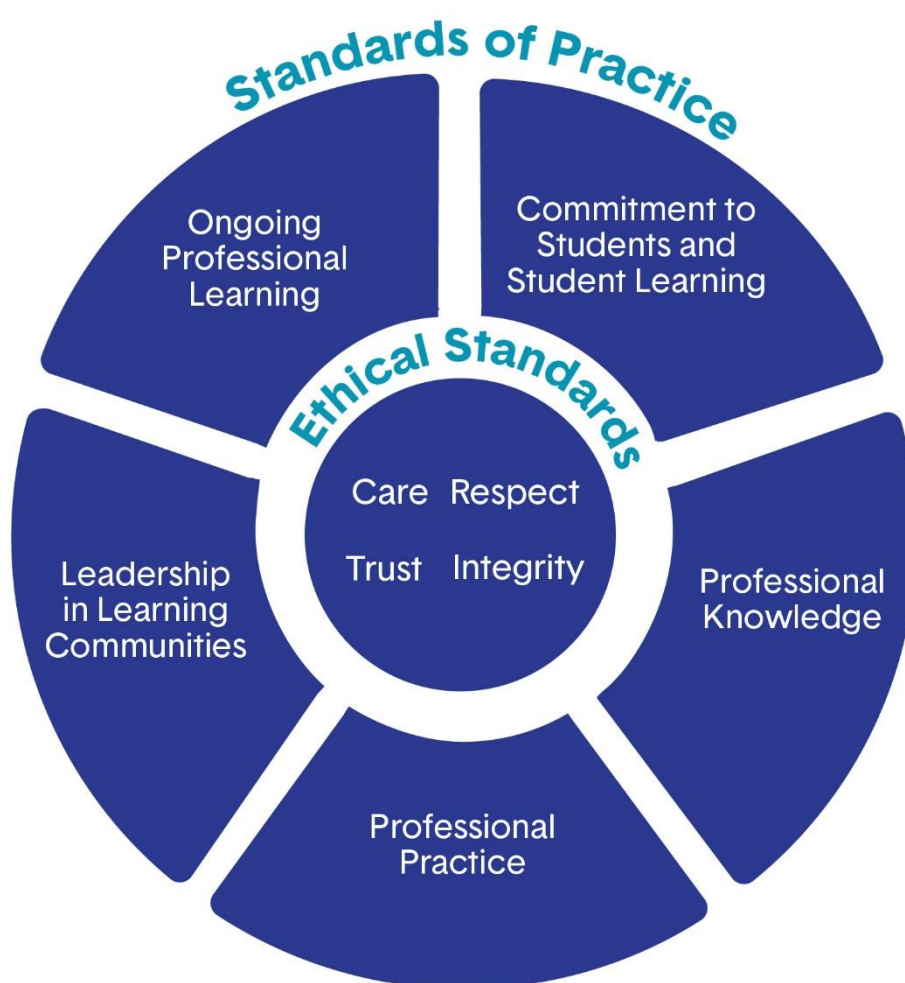 Standards of Practice
Ongoing
Professional
Learning
Commitment to
Students and
Student Learning
Ethical Standards
Care Respect
Trust Integrity
Leadership
in Learning
Communities
Professional
Knowledge
Professional
Practice